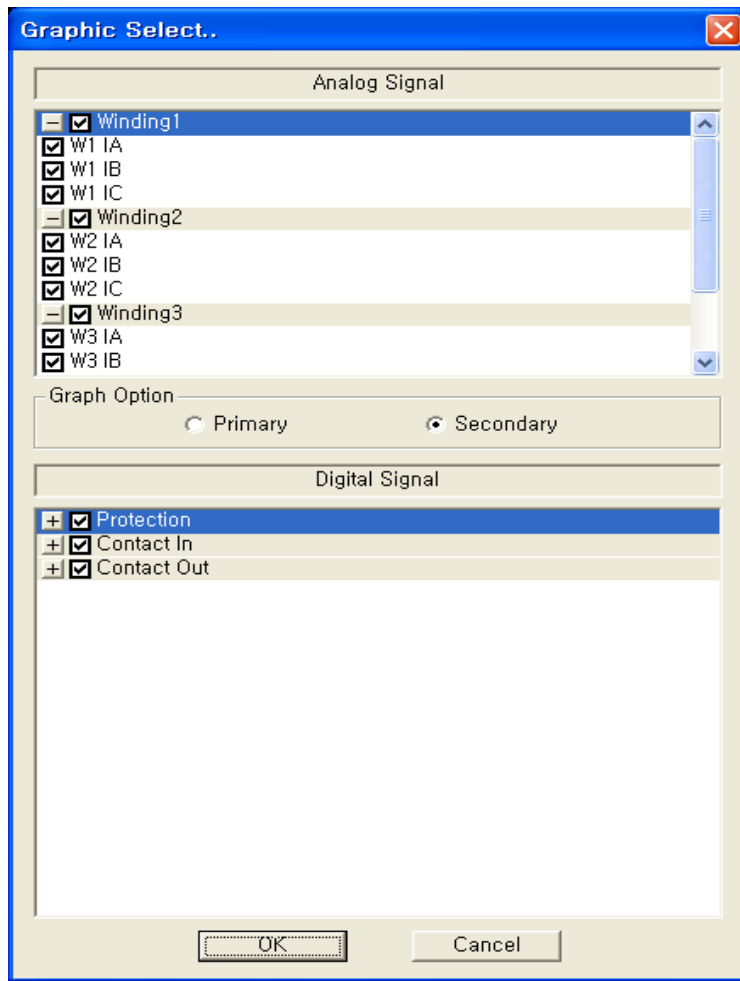 Graphic Select..
Analog Signal
Winding1
W1 IA
W1 IB
W1 IC
Winding2
W2 IA
W2 IB
W2 IC
Winding3
W3 IA
W3 IB
Graph Option
Primary Secondary
Digital Signal
Protection
Contact In
Contact Out
OK Cancel